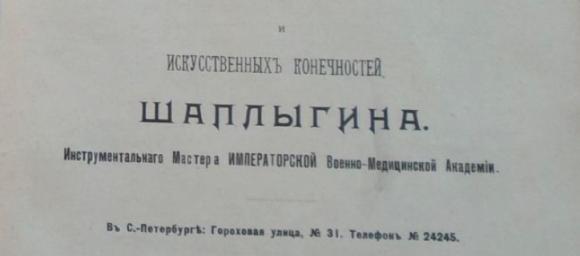 и
ИСКУССТВЕННЫХЪ КОНЕЧНОСТЕЙ
ШАПЛЫГИНА.
Инструментальнаго Мастера ИМПЕРАТОРСКОЙ Военно-Медицинской Академіи.
Въ С.-Петербургѣ: Гороховая улица, № 31. Телефонъ № 24245.